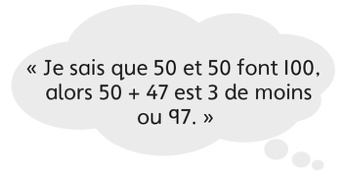 « Je sais que 50 et 50 font 100,
alors 50 + 47 est 3 de moins
ou 97. »